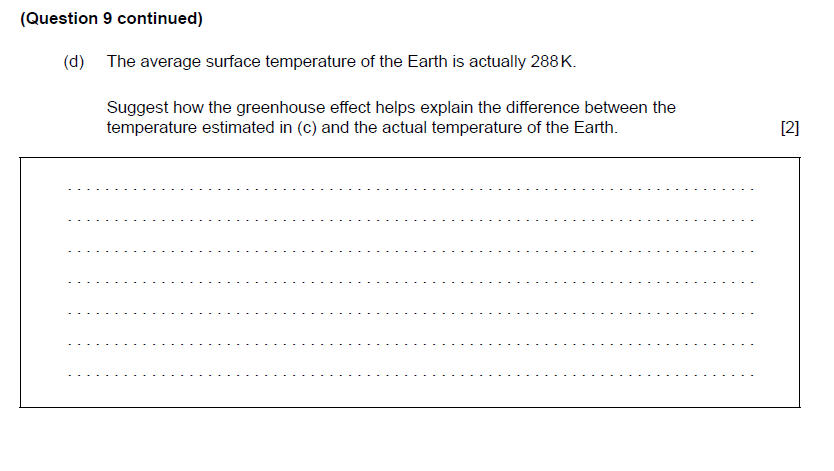 (Question 9 continued)
(d) The average surface temperature of the Earth is actually 288 K.
Suggest how the greenhouse effect helps explain the difference between the
temperature estimated in (c) and the actual temperature of the Earth. [2]